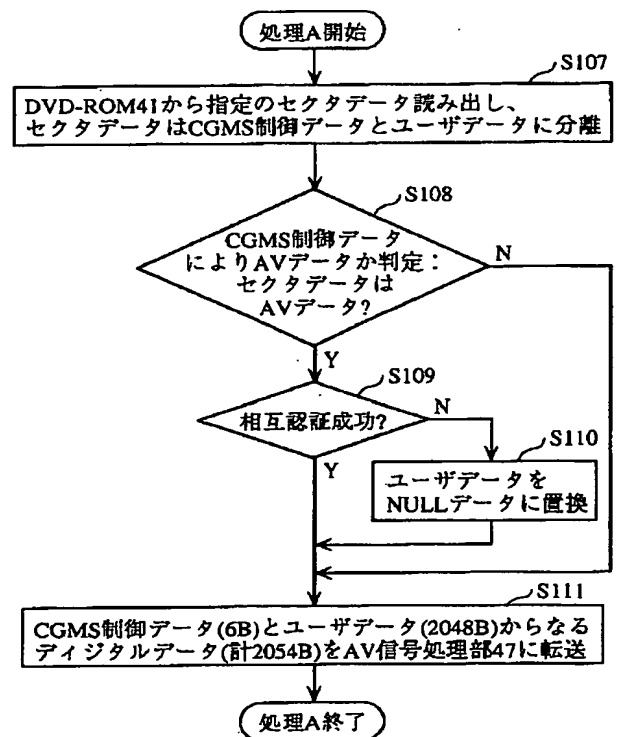 処理A開始
S107
DVD-ROM41から指定のセクタデータ読み出し、
セクタデータはCGMS制御データとユーザデータに分離
S108
CGMS制御データ
によりAVデータか判定：
セクタデータは
AVデータ?
N
Y
S109
相互認証成功?
N
Y
S110
ユーザデータを
NULLデータに置換
S111
CGMS制御データ(6B)とユーザデータ(2048B)からなる
ディジタルデータ(計2054B)をAV信号処理部47に転送
処理A終了